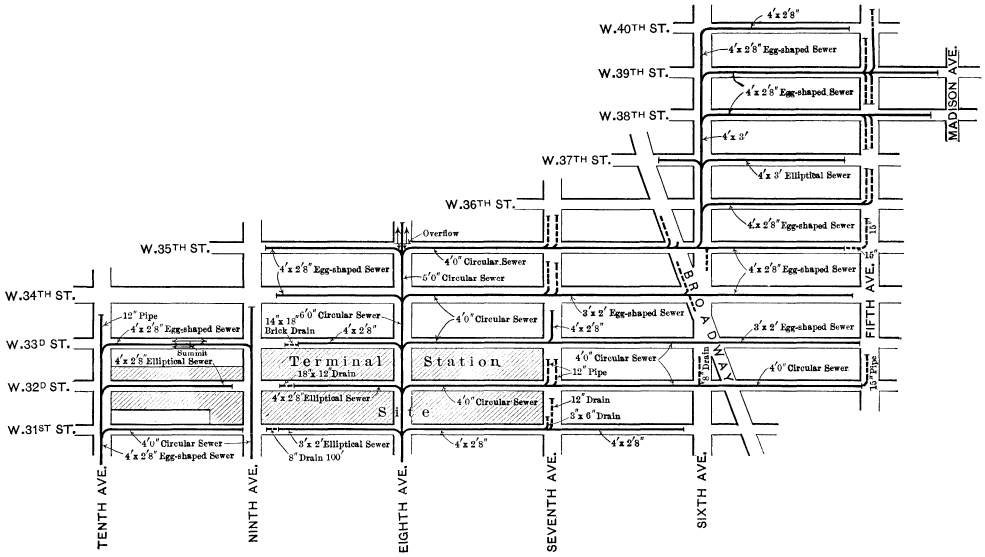 4'x 2'8"
W.40TH ST.
4'x 2'8" Egg-shaped Sewer
MADISON AVE.
W.39TH ST.
4'x 2'8" Egg-shaped Sewer
W.38TH ST.
4'x 3'
W.37TH ST.
4'x 3' Elliptical Sewer
W.36TH ST.
4'x 2'8" Egg-shaped Sewer
15"
Overflow
W.35TH ST.
15"
4'0" Circular Sewer
4'x 2'8" Egg-shaped Sewer
5'0" Circular Sewer
4'x 2'8" Egg-shaped Sewer
BROADWAY
FIFTH AVE.
W.34TH ST.
12" Pipe
14"x 18"
Brick Drain
6'0" Circular Sewer
4'0" Circular Sewer
3'x 2' Egg-shaped Sewer
4'x 2'8" Egg-shaped Sewer
4'x 2'8"
4'x 2'8"
3'x 2' Egg-shaped Sewer
W.33D ST.
Summit
4'x 2'8" Elliptical Sewer
Terminal Station
18"x 12" Drain
4'0" Circular Sewer
12" Pipe
8" Drain
4'0" Circular Sewer
15" Pipe
W.32D ST.
4'x 2'8" Elliptical Sewer
4'0" Circular Sewer
12" Drain
Site
3"x 6" Drain
W.31ST ST.
4'0" Circular Sewer
3'x 2' Elliptical Sewer
4'x 2'8"
4'x 2'8"
4'x 2'8" Egg-shaped Sewer
8" Drain 100'
TENTH AVE.
NINTH AVE.
EIGHTH AVE.
SEVENTH AVE.
SIXTH AVE.